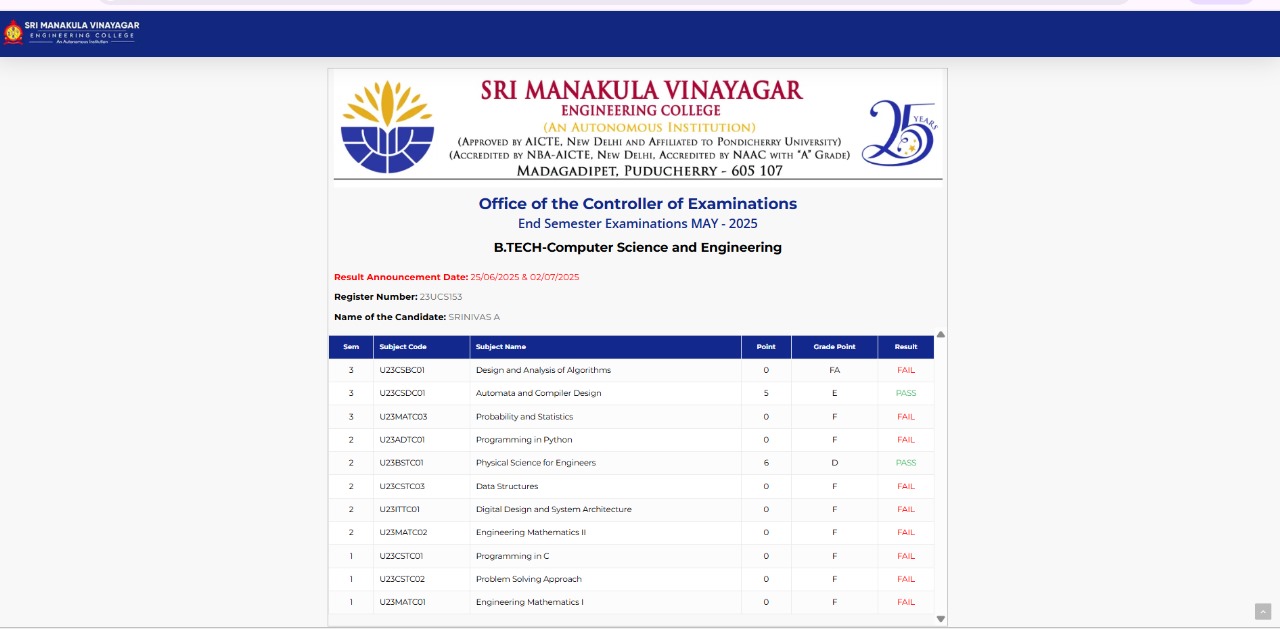 SRI MANAKULA VINAYAGAR
ENGINEERING COLLEGE
An Autonomous Institution
SRI MANAKULA VINAYAGAR
ENGINEERING COLLEGE
(AN AUTONOMOUS INSTITUTION)
(APPROVED BY AICTE, NEW DELHI AND AFFILIATED TO PONDICHERRY UNIVERSITY)
(ACCREDITED BY NBA-AICTE, NEW DELHI, ACCREDITED BY NAAC WITH "A" GRADE)
MADAGADIPET, PUDUCHERRY - 605 107
25 YEARS
Office of the Controller of Examinations
End Semester Examinations MAY - 2025
B.TECH-Computer Science and Engineering
Result Announcement Date: 25/06/2025 & 02/07/2025
Register Number: 23UCS153
Name of the Candidate: SRINIVAS A
Sem Subject Code Subject Name Point Grade Point Result
3 U23CSBC01 Design and Analysis of Algorithms 0 FA FAIL
3 U23CSDC01 Automata and Compiler Design 5 E PASS
3 U23MATC03 Probability and Statistics 0 F FAIL
2 U23ADTC01 Programming in Python 0 F FAIL
2 U23BSTC01 Physical Science for Engineers 6 D PASS
2 U23CSTC03 Data Structures 0 F FAIL
2 U23ITTC01 Digital Design and System Architecture 0 F FAIL
2 U23MATC02 Engineering Mathematics II 0 F FAIL
1 U23CSTC01 Programming in C 0 F FAIL
1 U23CSTC02 Problem Solving Approach 0 F FAIL
1 U23MATC01 Engineering Mathematics I 0 F FAIL